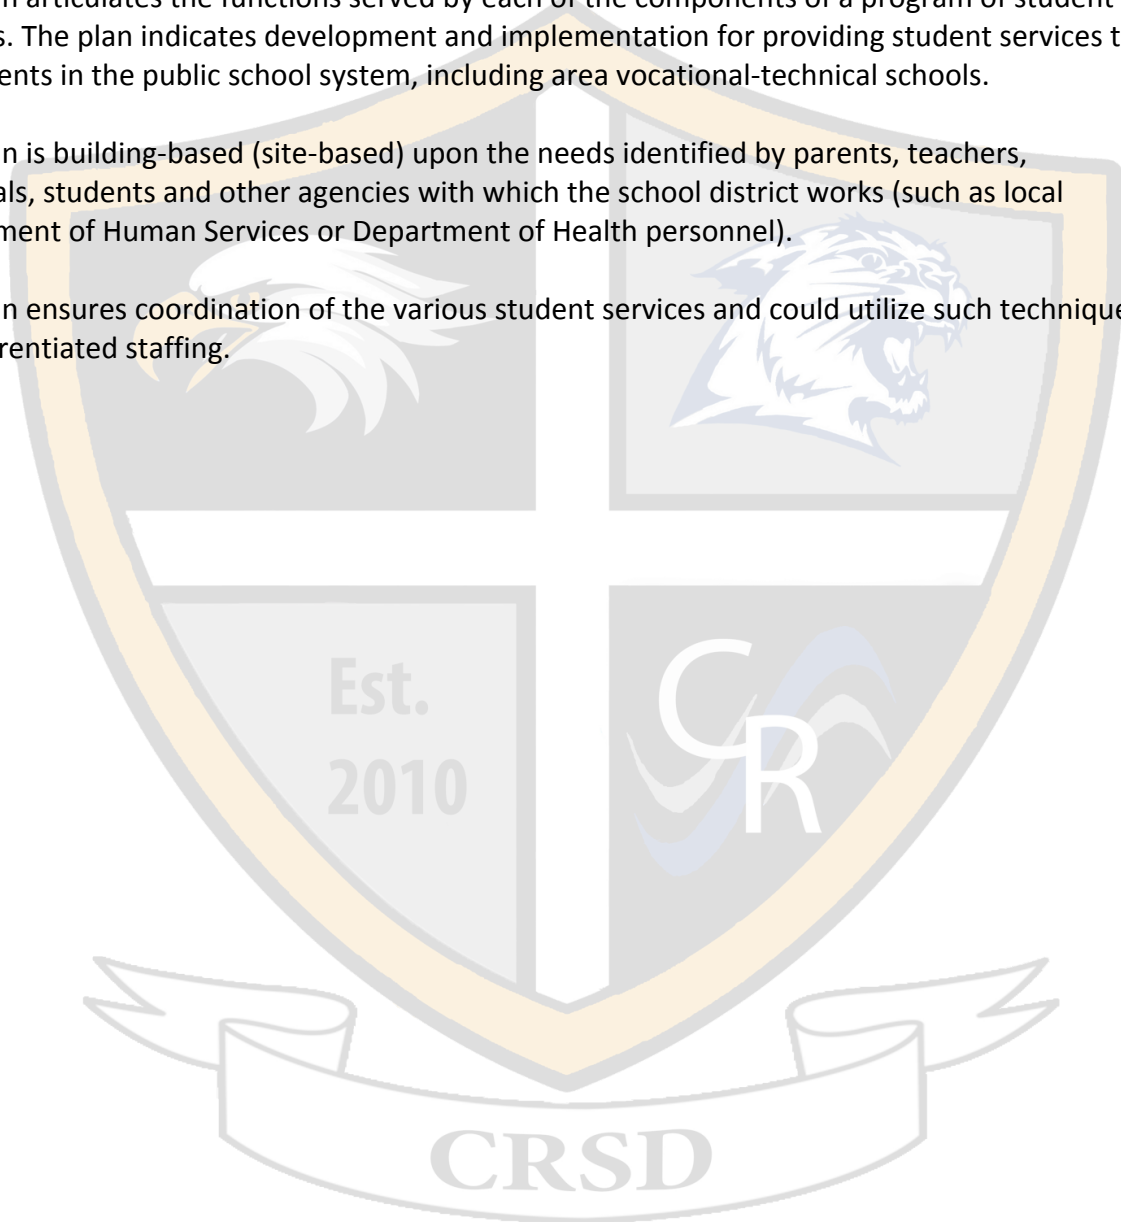 n articulates the functions served by each of the components of a program of student
s. The plan indicates development and implementation for providing student services t
ents in the public school system, including area vocational-technical schools.
n is building-based (site-based) upon the needs identified by parents, teachers,
als, students and other agencies with which the school district works (such as local
ment of Human Services or Department of Health personnel).
n ensures coordination of the various student services and could utilize such technique
rentiated staffing.
Est.
2010
CR
CRSD